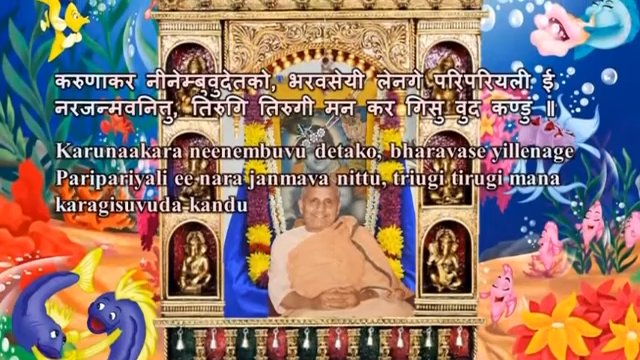 करुणाकर नीनेम्बुवुदेतको, भरवसेयी लेनगे परिपरियली ई
नरजन्मवनित्तु, तिरुगि तिरुगी मन कर गिसु वुद कण्डु ॥
Karunaakara neenembuvu detako, bharavase yillenage
Paripariyali ee nara janmava nittu, triugi tirugi mana
karagisuvuda kandu